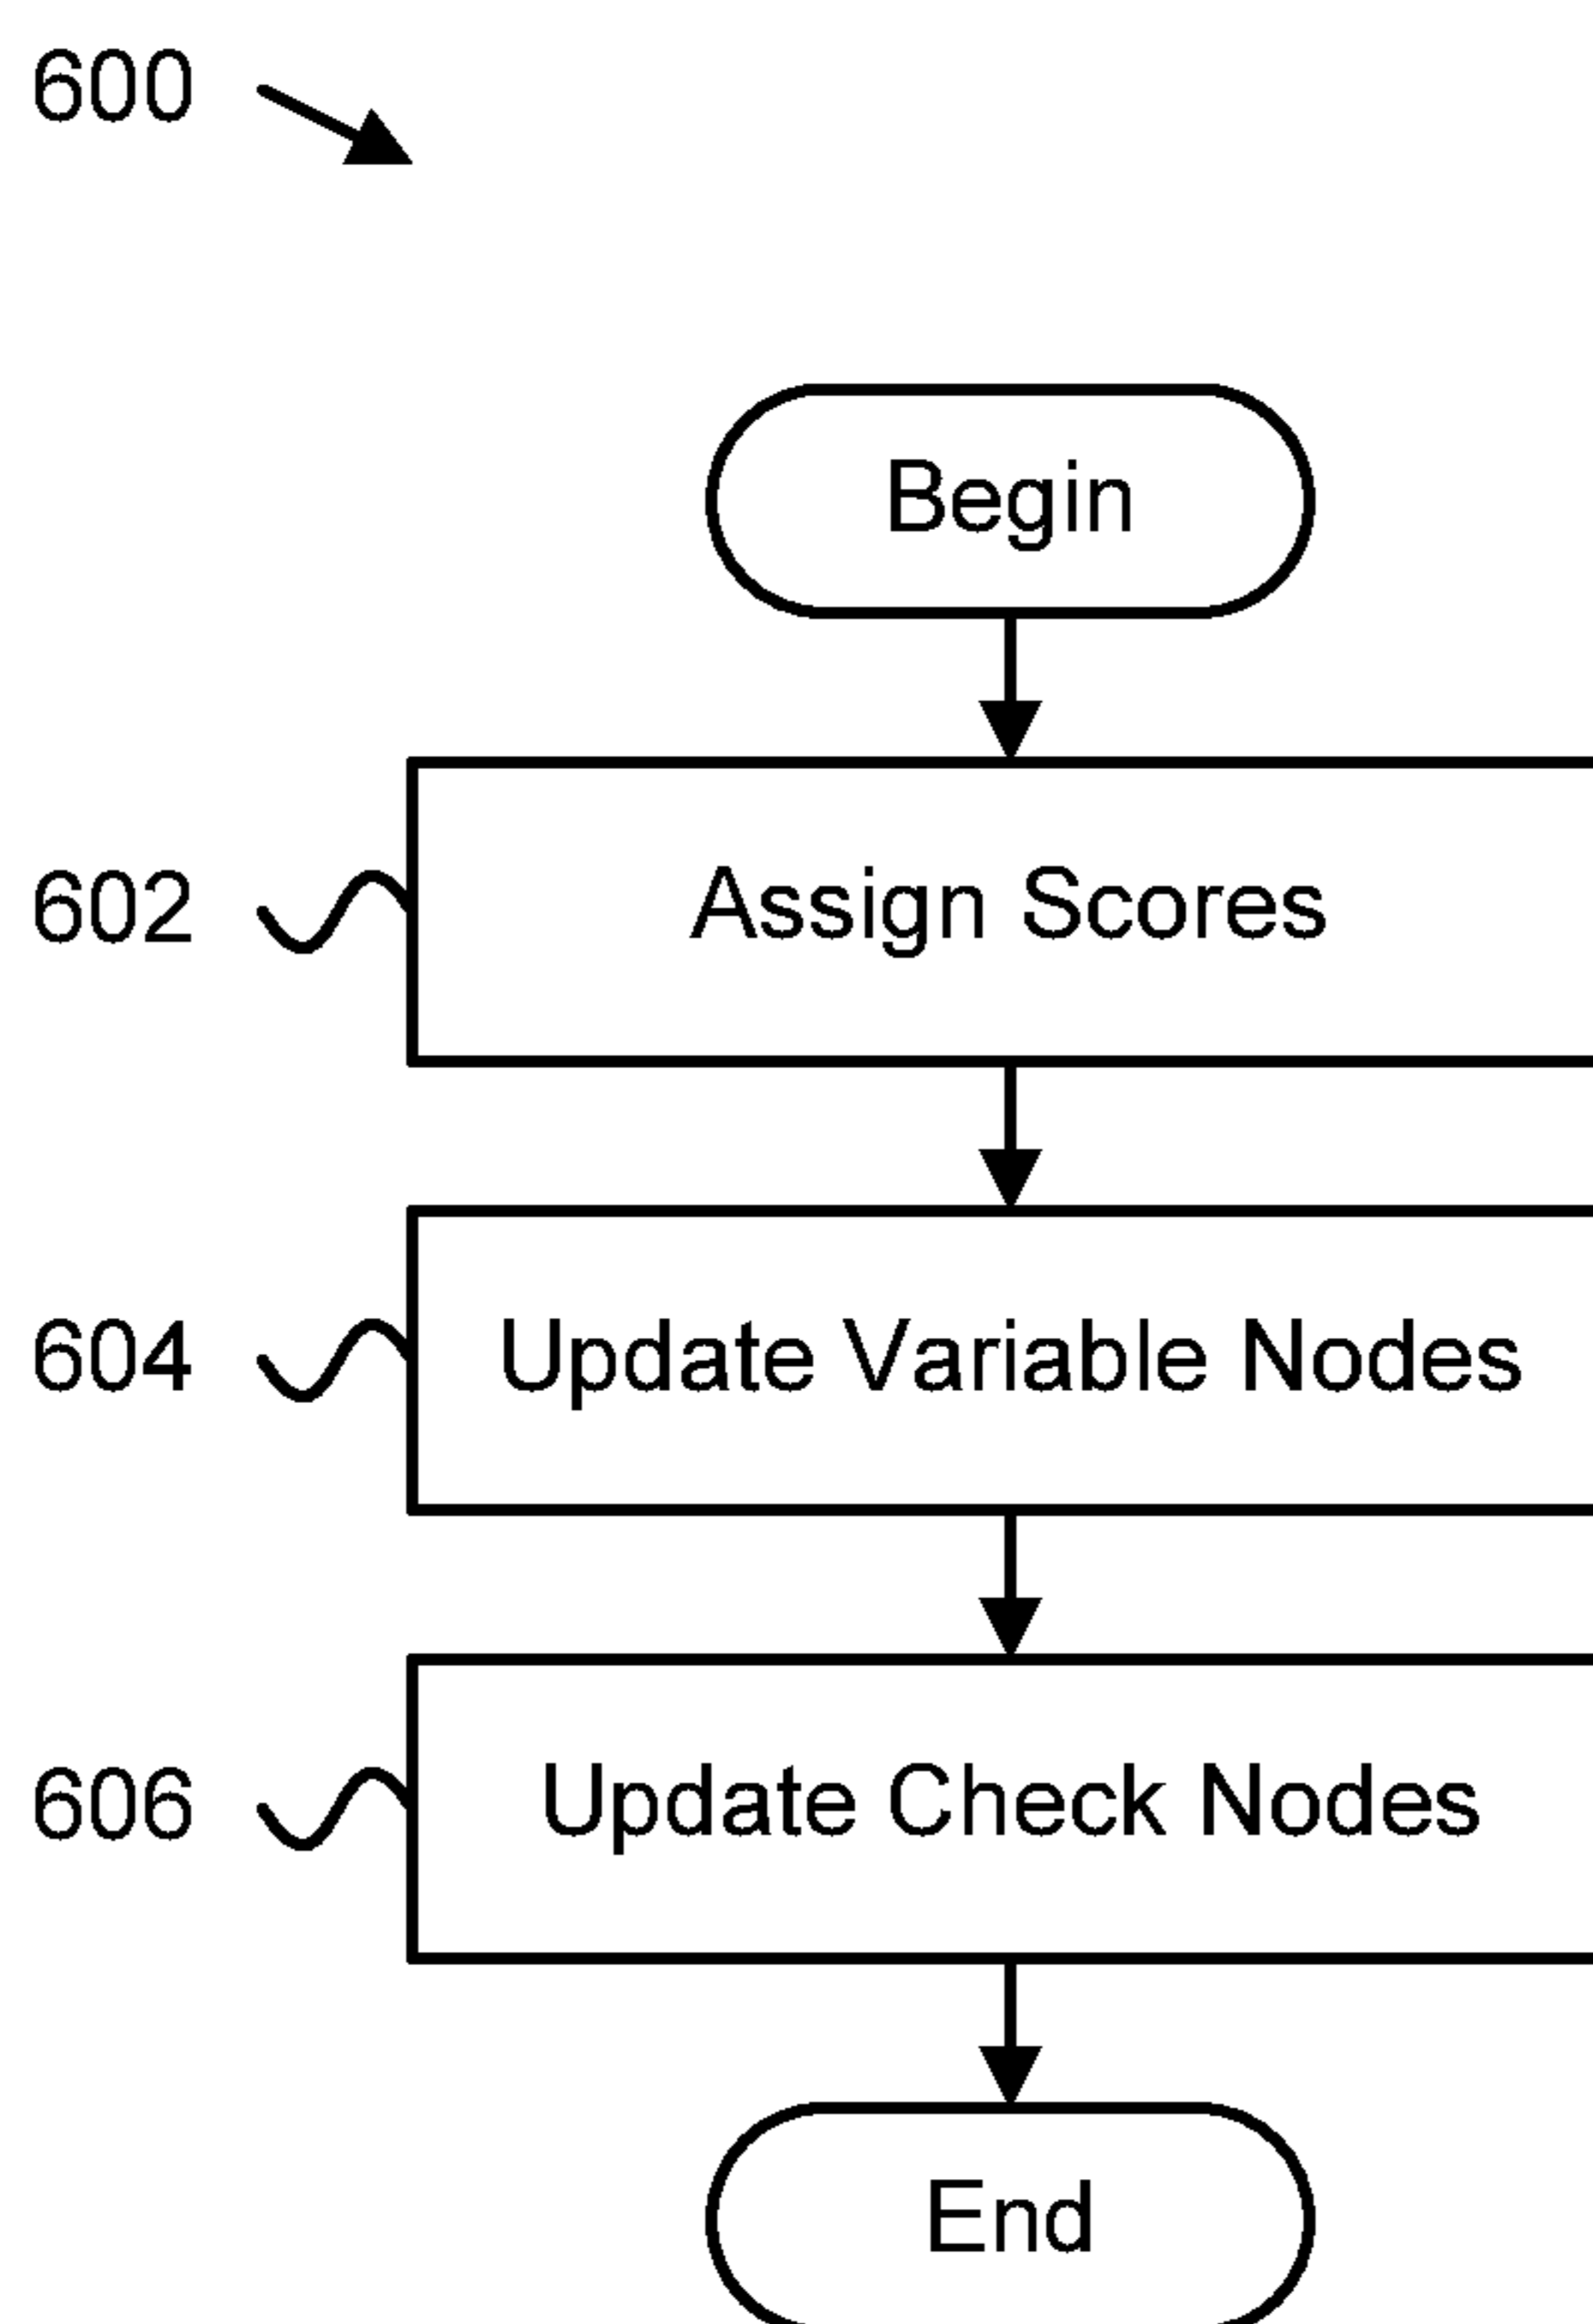 600
Begin
602 Assign Scores
604 Update Variable Nodes
606 Update Check Nodes
End